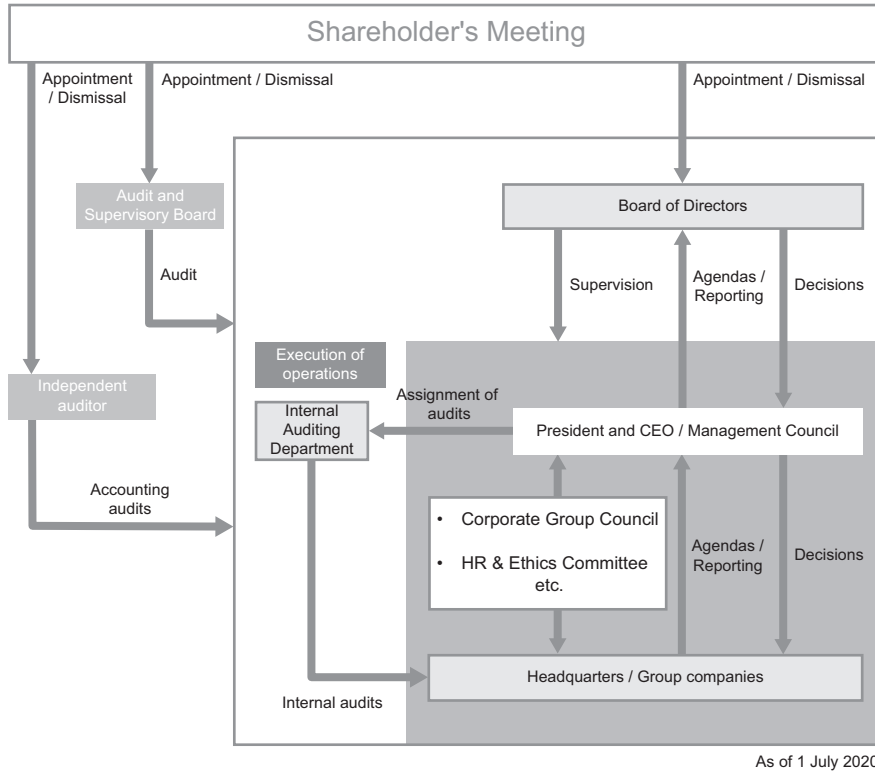 Shareholder's Meeting
Appointment
/ Dismissal
Appointment / Dismissal
Appointment / Dismissal
Audit and
Supervisory Board
Board of Directors
Audit
Supervision
Agendas /
Reporting
Decisions
Execution of
operations
Independent
auditor
Assignment of
audits
Internal
Auditing
Department
President and CEO / Management Council
Accounting
audits
• Corporate Group Council
• HR & Ethics Committee
etc.
Agendas /
Reporting
Decisions
Headquarters / Group companies
Internal audits
As of 1 July 2020